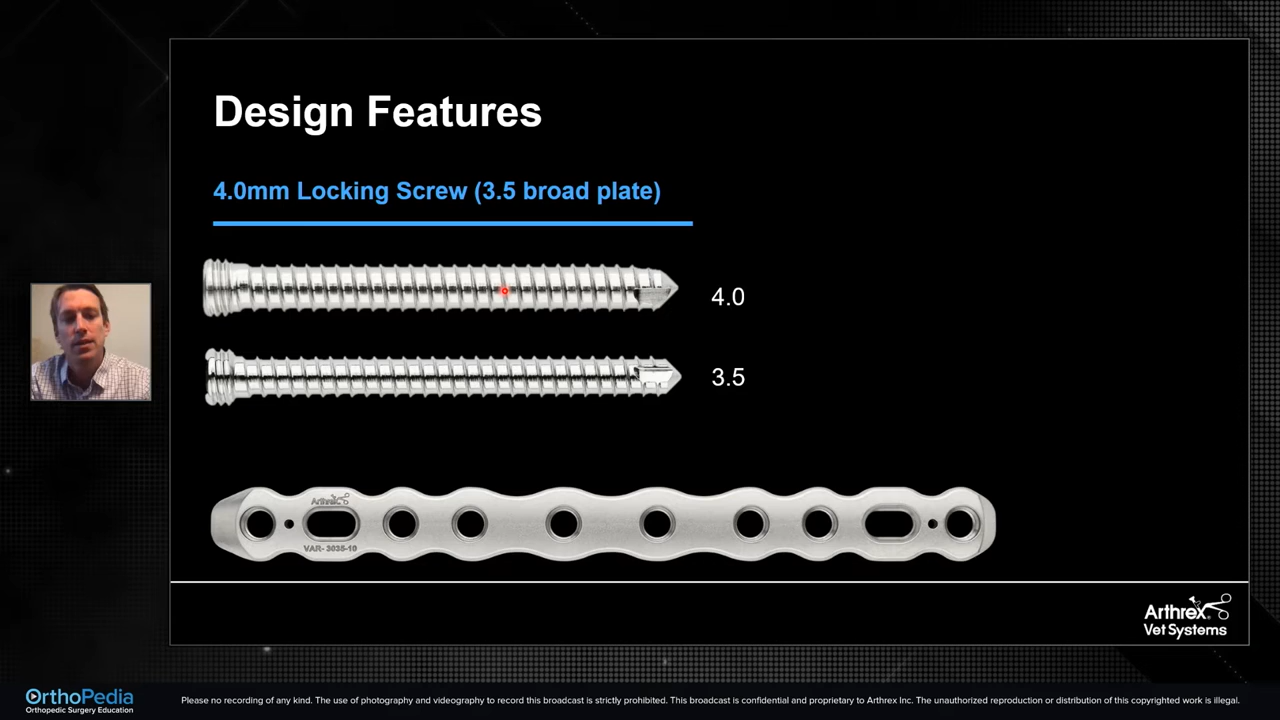 Design Features
4.0mm Locking Screw (3.5 broad plate)
4.0
3.5
Arthrex
VAR- 3035-10
Arthrex
Vet Systems
OrthoPedia
Orthopedic Surgery Education
Please no recording of any kind. The use of photography and videography to record this broadcast is strictly prohibited. This broadcast is confidential and proprietary to Arthrex Inc. The unauthorized reproduction or distribution of this copyrighted work is illegal.